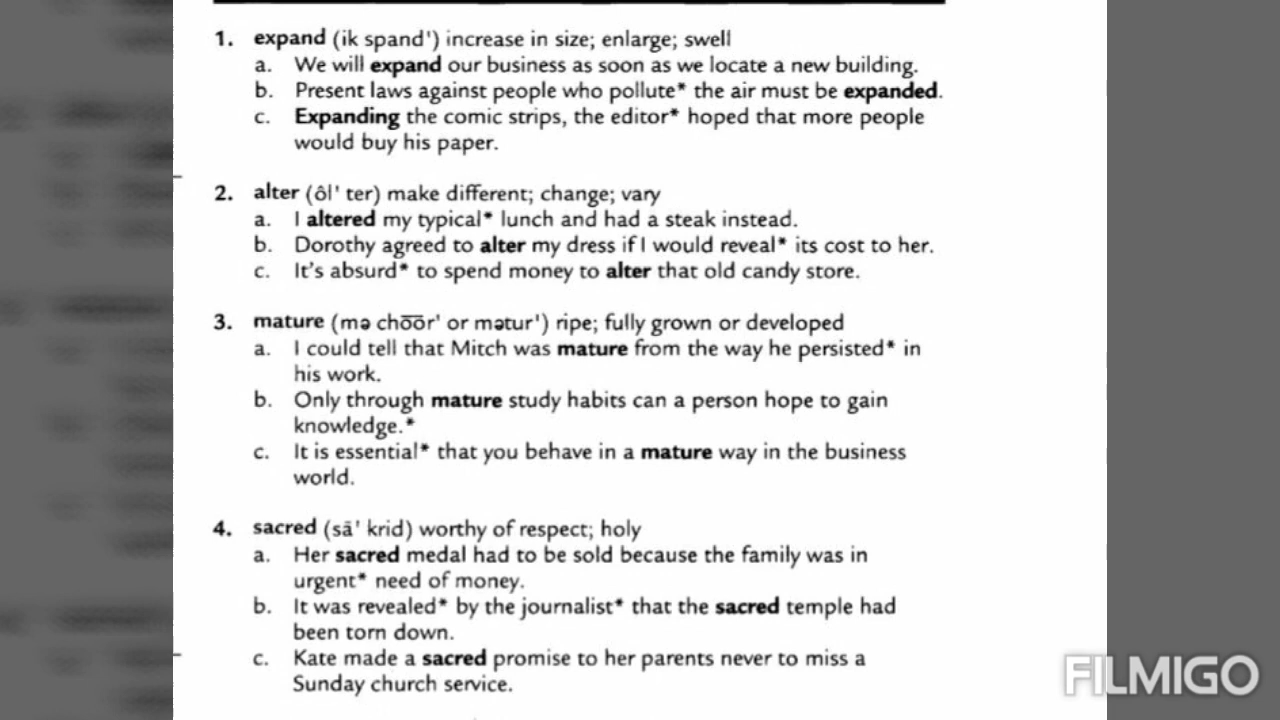 1. expand (ik spand') increase in size; enlarge; swell
a. We will expand our business as soon as we locate a new building.
b. Present laws against people who pollute* the air must be expanded.
c. Expanding the comic strips, the editor* hoped that more people
would buy his paper.
2. alter (ôl' ter) make different; change; vary
a. I altered my typical* lunch and had a steak instead.
b. Dorothy agreed to alter my dress if I would reveal* its cost to her.
c. It's absurd* to spend money to alter that old candy store.
3. mature (mə cho͞or' or mətur') ripe; fully grown or developed
a. I could tell that Mitch was mature from the way he persisted* in
his work.
b. Only through mature study habits can a person hope to gain
knowledge.*
c. It is essential* that you behave in a mature way in the business
world.
4. sacred (sā' krid) worthy of respect; holy
a. Her sacred medal had to be sold because the family was in
urgent* need of money.
b. It was revealed* by the journalist* that the sacred temple had
been torn down.
c. Kate made a sacred promise to her parents never to miss a
Sunday church service.
FILMIGO